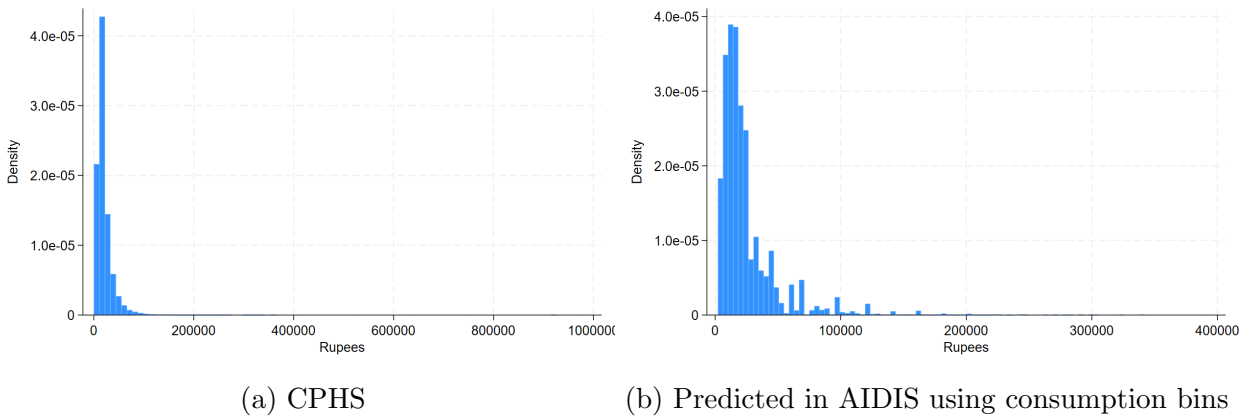 4.0e-05
3.0e-05
2.0e-05
1.0e-05
0
Density
0 200000 400000 600000 800000 1000000
Rupees
(a) CPHS
4.0e-05
3.0e-05
2.0e-05
1.0e-05
0
Density
0 100000 200000 300000 400000
Rupees
(b) Predicted in AIDIS using consumption bins